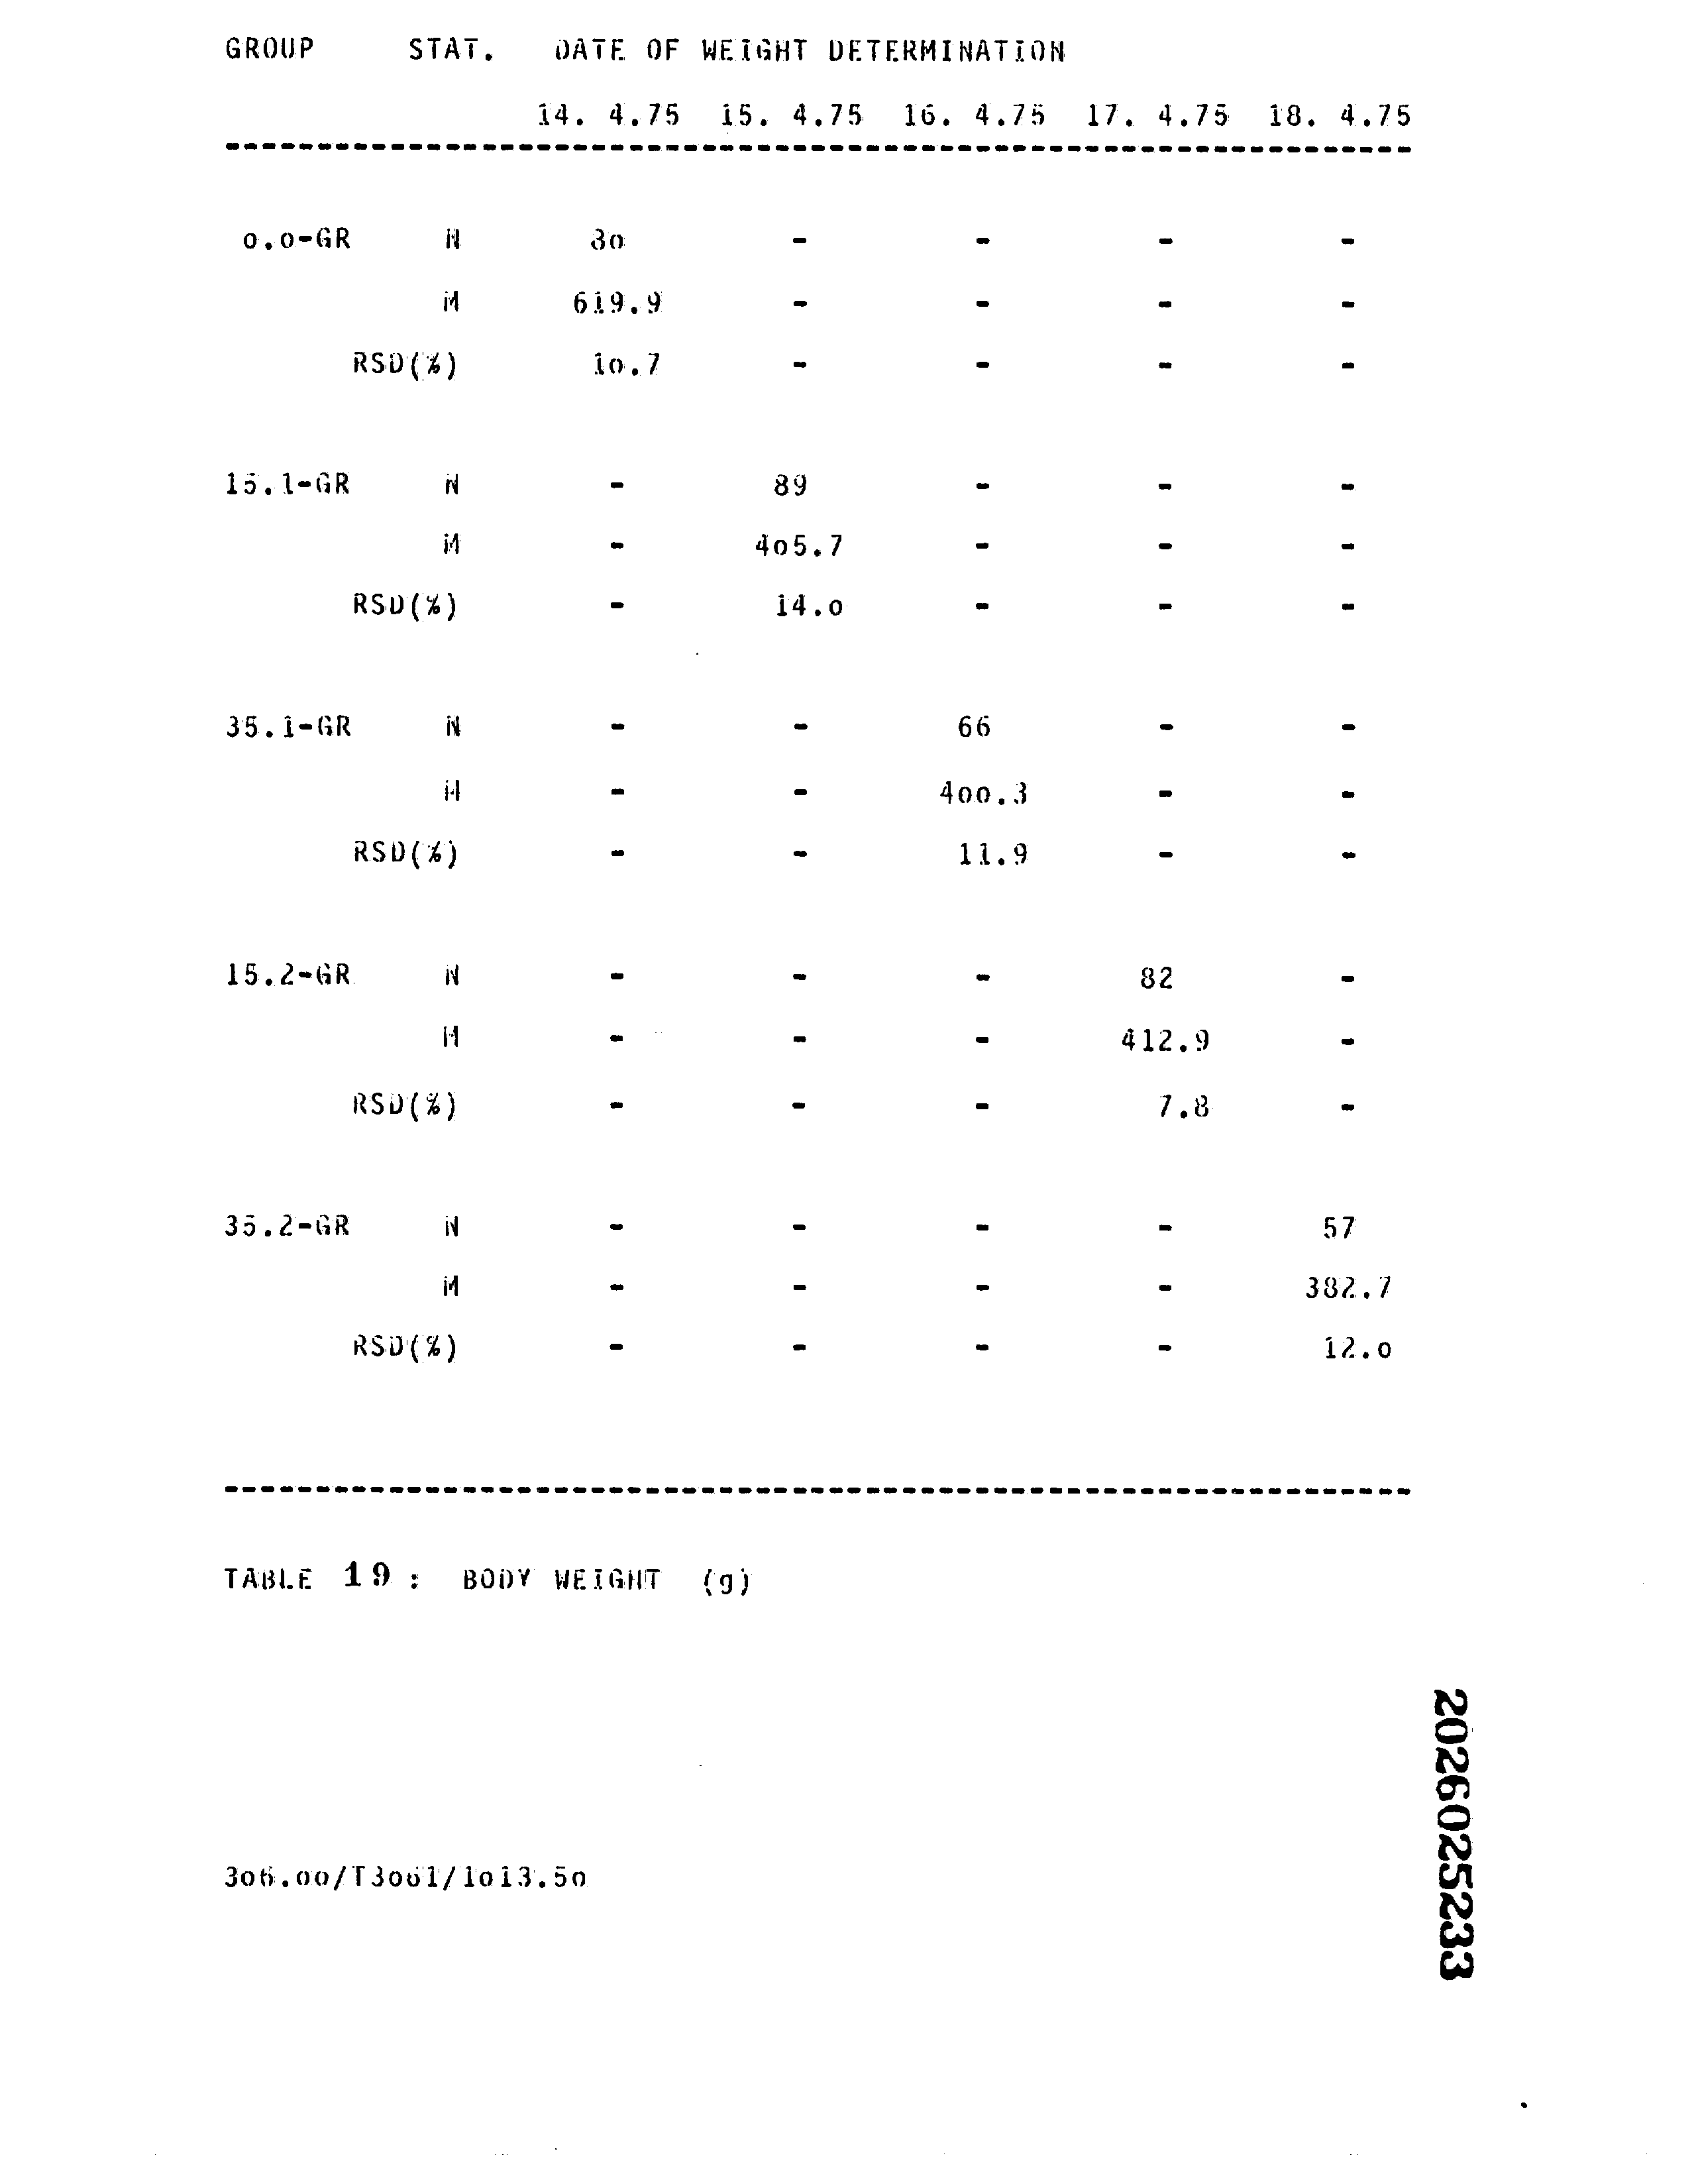 GROUP STAT. DATE OF WEIGHT DETERMINATION
14. 4.75 15. 4.75 16. 4.75 17. 4.75 18. 4.75
o.o-GR N 8o - - - -
M 619.9 - - - -
RSD(%) 1o.7 - - - -
15.1-GR N - 89 - - -
M - 4o5.7 - - -
RSD(%) - 14.o - - -
35.1-GR N - - 66 - -
M - - 4oo.3 - -
RSD(%) - - 11.9 - -
15.2-GR N - - - 82 -
M - - - 412.9 -
RSD(%) - - - 7.8 -
35.2-GR N - - - - 57
M - - - - 382.7
RSD(%) - - - - 12.o
TABLE 19 : BODY WEIGHT (g)
3o6.oo/T3o61/1o13.5o
2026025233